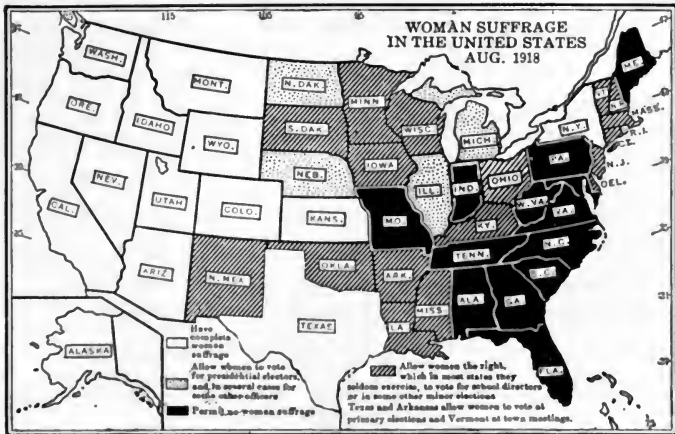 WOMAN SUFFRAGE
IN THE UNITED STATES
AUG. 1918
115
95
WASH.
MONT.
N.DAK.
MINN
ME.
ORE.
IDAHO
WYO.
S.DAK.
WISC.
MICH
N.Y.
N.H.
MASS.
R.I.
NEV.
UTAH
COLO.
NEB.
IOWA
ILL.
IND.
OHIO
PA.
N.J.
DEL.
CAL.
KANS.
MO.
KY.
W.VA.
VA.
ARIZ.
N.MEX.
OKLA.
ARK.
TENN.
N.C.
S.C.
TEXAS
LA.
MISS.
ALA.
GA.
FLA.
ALASKA
Have
complete
women
suffrage
Allow women to vote
for presidential electors,
and, in several cases for
some other officers
Permit no women suffrage
Allow women the right,
which in most states they
seldom exercise, to vote for school directors
or in some other minor elections
Texas and Arkansas allow women to vote at
primary elections and Vermont at town meetings.